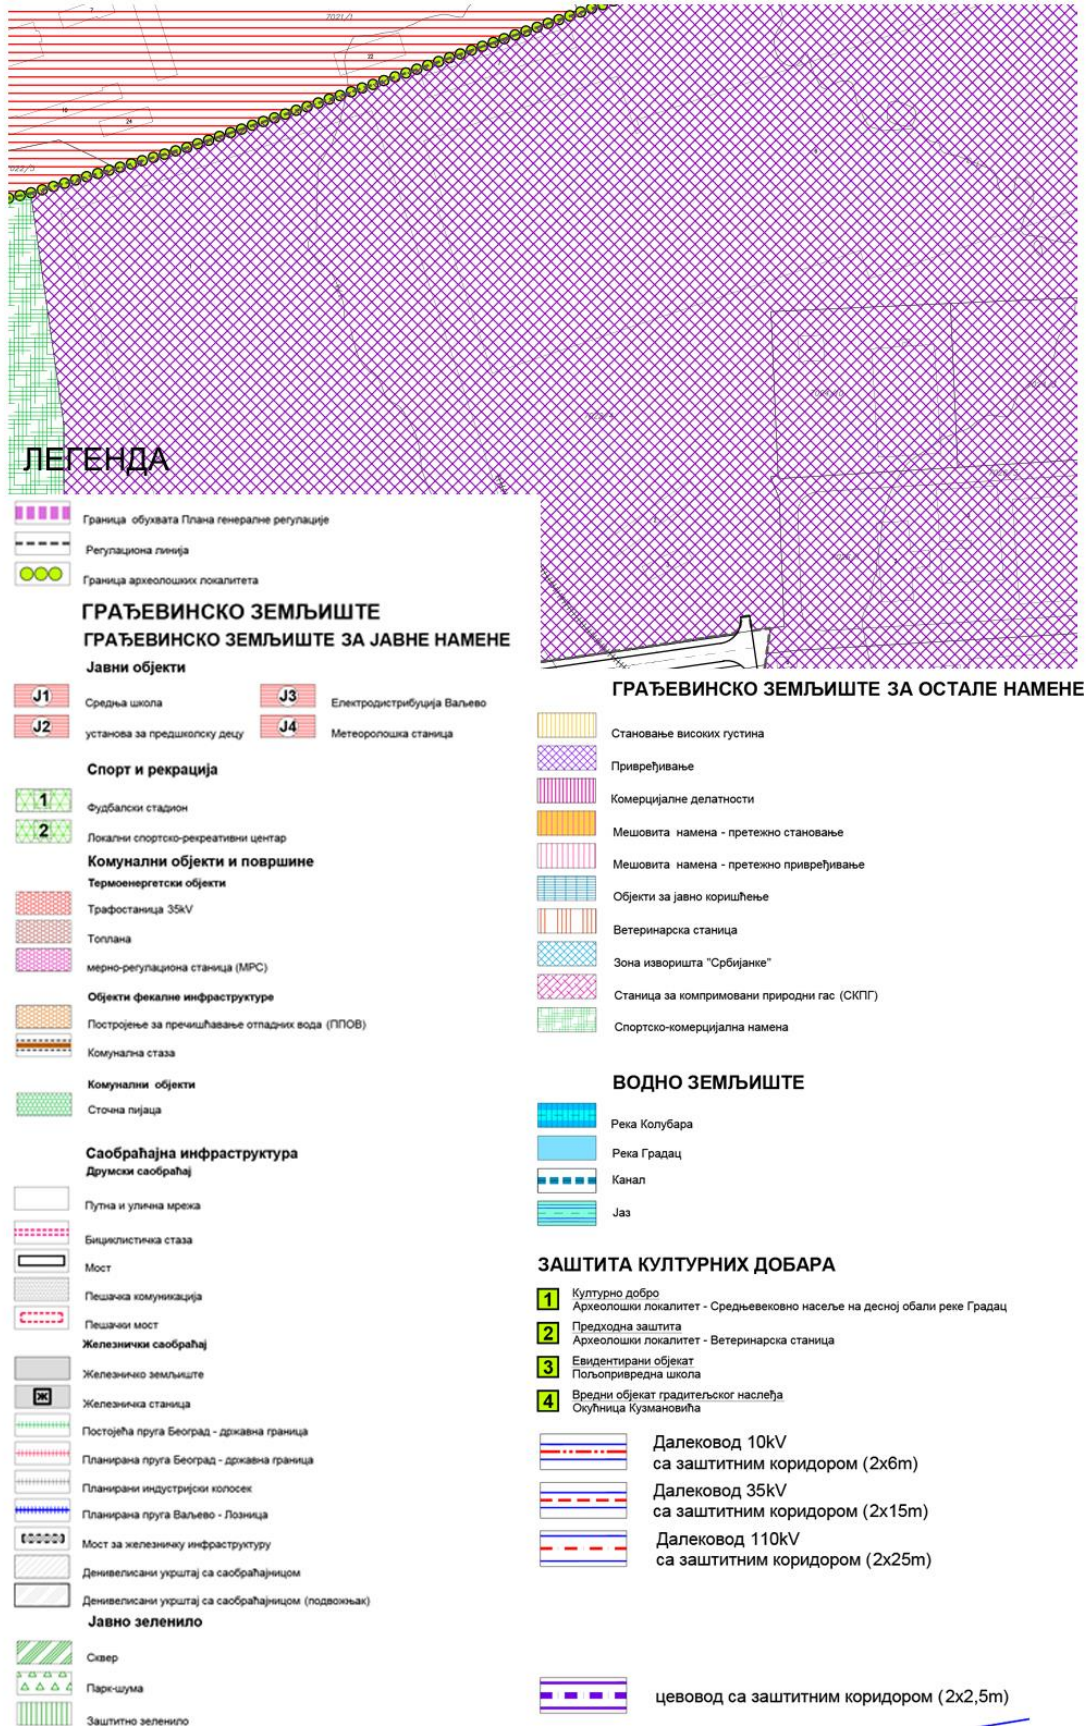 7021/1
22
18
24
ЛЕГЕНДА
Граница обухвата Плана генералне регулације
Регулациона линија
Граница археолошких локалитета
ГРАЂЕВИНСКО ЗЕМЉИШТЕ
ГРАЂЕВИНСКО ЗЕМЉИШТЕ ЗА ЈАВНЕ НАМЕНЕ
Јавни објекти
Ј1 Средња школа
Ј3 Електродистрибуција Ваљево
Ј2 установа за предшколску децу
Ј4 Метеоролошка станица
Спорт и рекрација
1 Фудбалски стадион
2 Локални спортско-рекреативни центар
Комунални објекти и површине
Термоенергетски објекти
Трафостаница 35kV
Топлана
мерно-регулациона станица (МРС)
Објекти фекалне инфраструктуре
Постројење за пречишћавање отпадних вода (ППОВ)
Комунална стаза
Комунални објекти
Сточна пијаца
Саобраћајна инфраструктура
Друмски саобраћај
Путна и улична мрежа
Бициклистичка стаза
Мост
Пешачка комуникација
Пешачки мост
Железнички саобраћај
Железничко земљиште
Ж Железничка станица
Постојећа пруга Београд - државна граница
Планирана пруга Београд - државна граница
Планирани индустријски колосек
Планирана пруга Ваљево - Лозница
Мост за железничку инфраструктуру
Денивелисани укрштај са саобраћајницом
Денивелисани укрштај са саобраћајницом (подвожњак)
Јавно зеленило
Сквер
Парк-шума
Заштитно зеленило
ГРАЂЕВИНСКО ЗЕМЉИШТЕ ЗА ОСТАЛЕ НАМЕНЕ
Становање високих густина
Привређивање
Комерцијалне делатности
Мешовита намена - претежно становање
Мешовита намена - претежно привређивање
Објекти за јавно коришћење
Ветеринарска станица
Зона изворишта "Србијанке"
Станица за компримовани природни гас (СКПГ)
Спортско-комерцијална намена
ВОДНО ЗЕМЉИШТЕ
Река Колубара
Река Градац
Канал
Јаз
ЗАШТИТА КУЛТУРНИХ ДОБАРА
1 Културно добро
Археолошки локалитет - Средњевековно насеље на десној обали реке Градац
2 Предходна заштита
Археолошки локалитет - Ветеринарска станица
3 Евидентирани објекат
Пољопривредна школа
4 Вредни објекат градитељског наслеђа
Окућница Кузмановића
Далековод 10kV
са заштитним коридором (2x6m)
Далековод 35kV
са заштитним коридором (2x15m)
Далековод 110kV
са заштитним коридором (2x25m)
цевовод са заштитним коридором (2x2,5m)